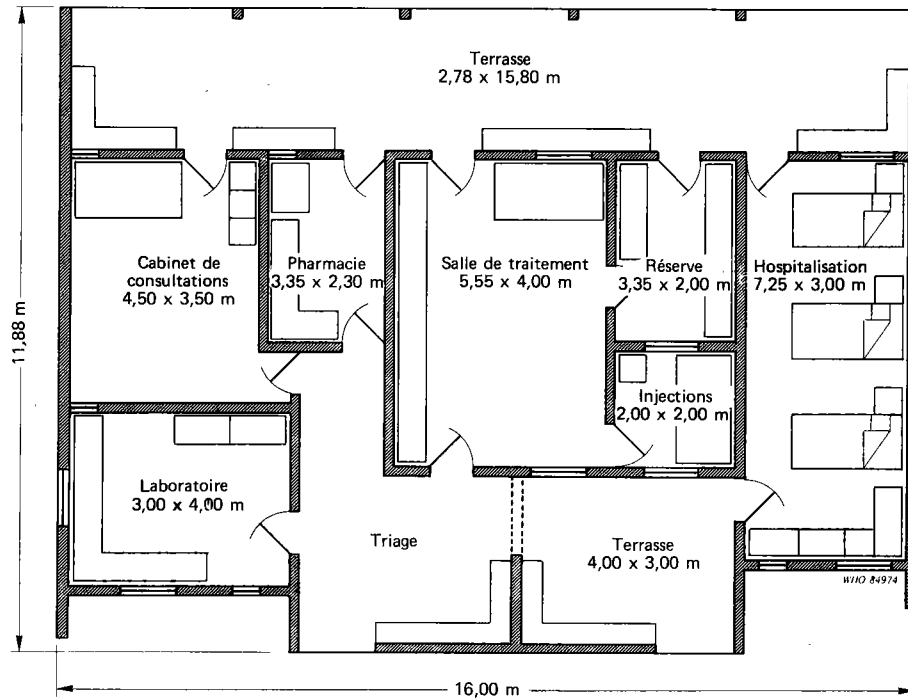 Terrasse
2,78 x 15,80 m
11,88 m
Cabinet de
consultations
4,50 x 3,50 m
Pharmacie
3,35 x 2,30 m
Salle de traitement
5,55 x 4,00 m
Réserve
3,35 x 2,00 m
Hospitalisation
7,25 x 3,00 m
Injections
2,00 x 2,00 m
Laboratoire
3,00 x 4,00 m
Triage
Terrasse
4,00 x 3,00 m
WHO 84974
16,00 m